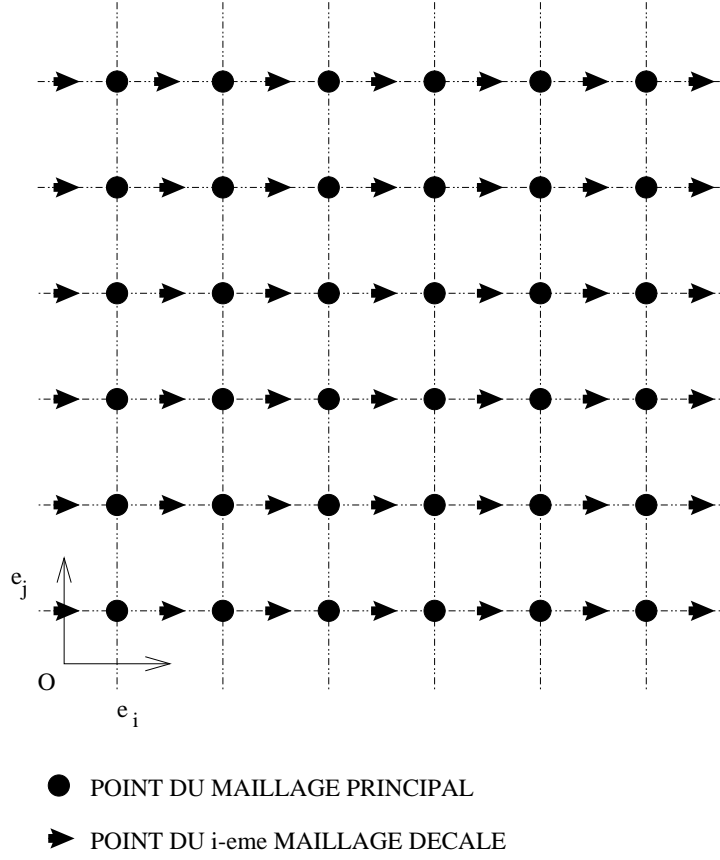 e_j
O
e_i
POINT DU MAILLAGE PRINCIPAL
POINT DU i-eme MAILLAGE DECALE